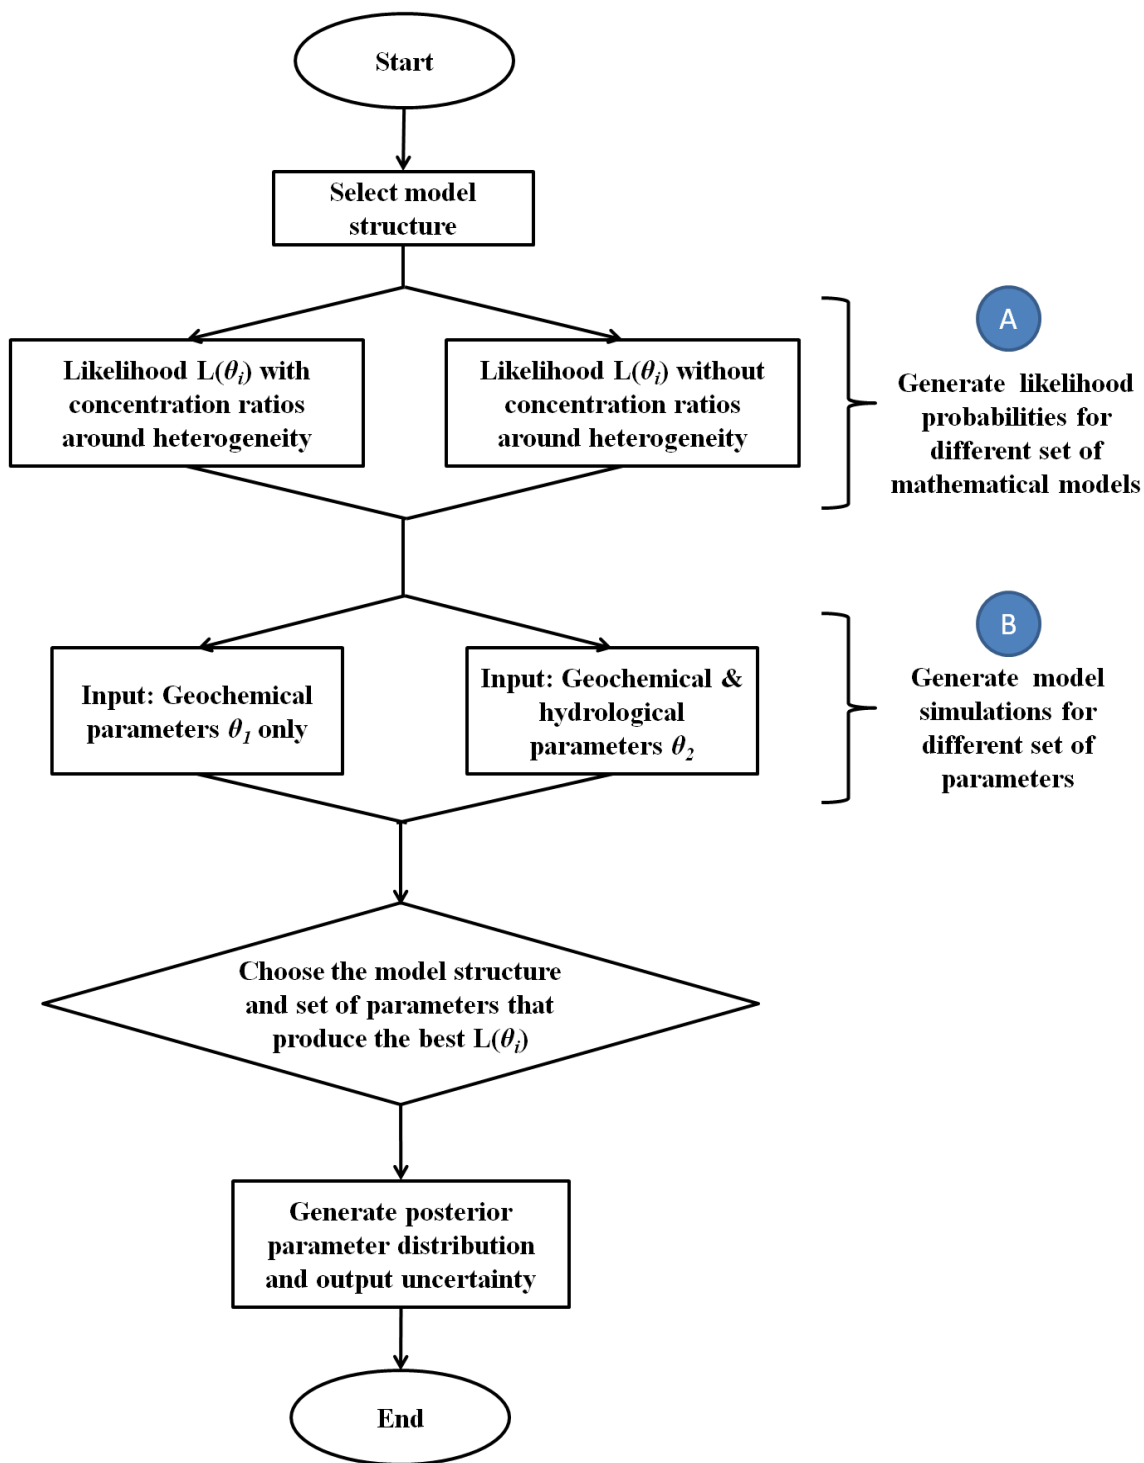 Start
Select model
structure
Likelihood L(θi) with
concentration ratios
around heterogeneity
Likelihood L(θi) without
concentration ratios
around heterogeneity
A
Generate likelihood
probabilities for
different set of
mathematical models
Input: Geochemical
parameters θ1 only
Input: Geochemical &
hydrological
parameters θ2
B
Generate model
simulations for
different set of
parameters
Choose the model structure
and set of parameters that
produce the best L(θi)
Generate posterior
parameter distribution
and output uncertainty
End